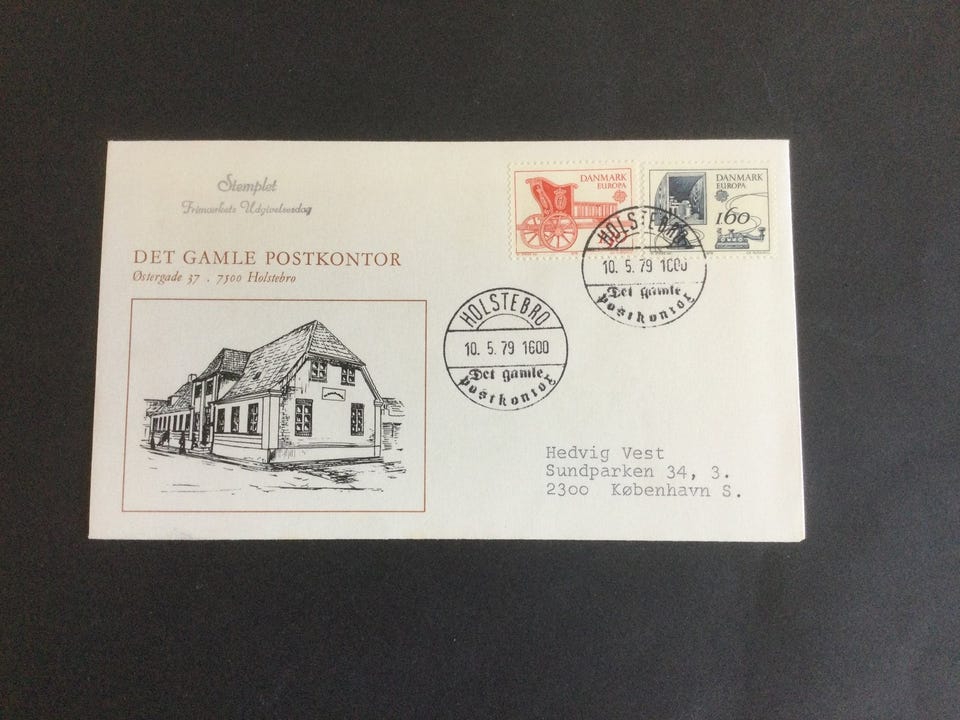 Stemplet
Frimærkets Udgivelsesdag
DET GAMLE POSTKONTOR
Østergade 37 . 7500 Holstebro
DANMARK
EUROPA
DANMARK
EUROPA
160
HOLSTEBRO
10. 5. 79 1600
Det gamle
postkontor
HOLSTEBRO
10. 5. 79 1600
Det gamle
postkontor
Hedvig Vest
Sundparken 34, 3.
2300 København S.